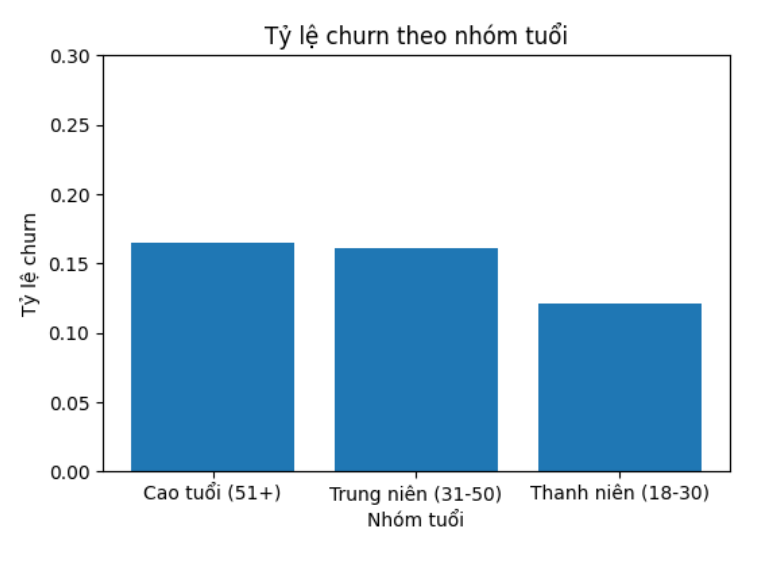 Tỷ lệ churn theo nhóm tuổi
0.30
0.25
0.20
0.15
0.10
0.05
0.00
Tỷ lệ churn
Cao tuổi (51+)
Trung niên (31-50)
Thanh niên (18-30)
Nhóm tuổi